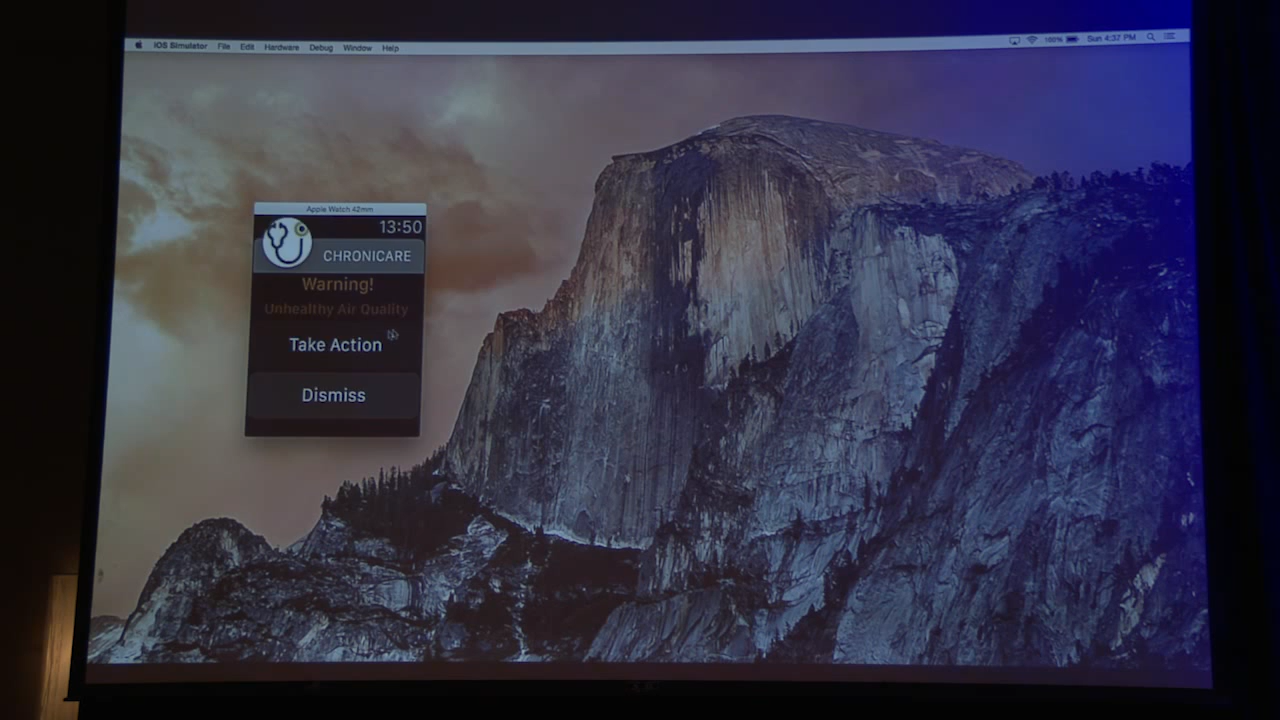 iOS Simulator File Edit Hardware Debug Window Help 100% Sun 4:37 PM
Apple Watch 42mm
13:50
CHRONICARE
Warning!
Unhealthy Air Quality
Take Action
Dismiss